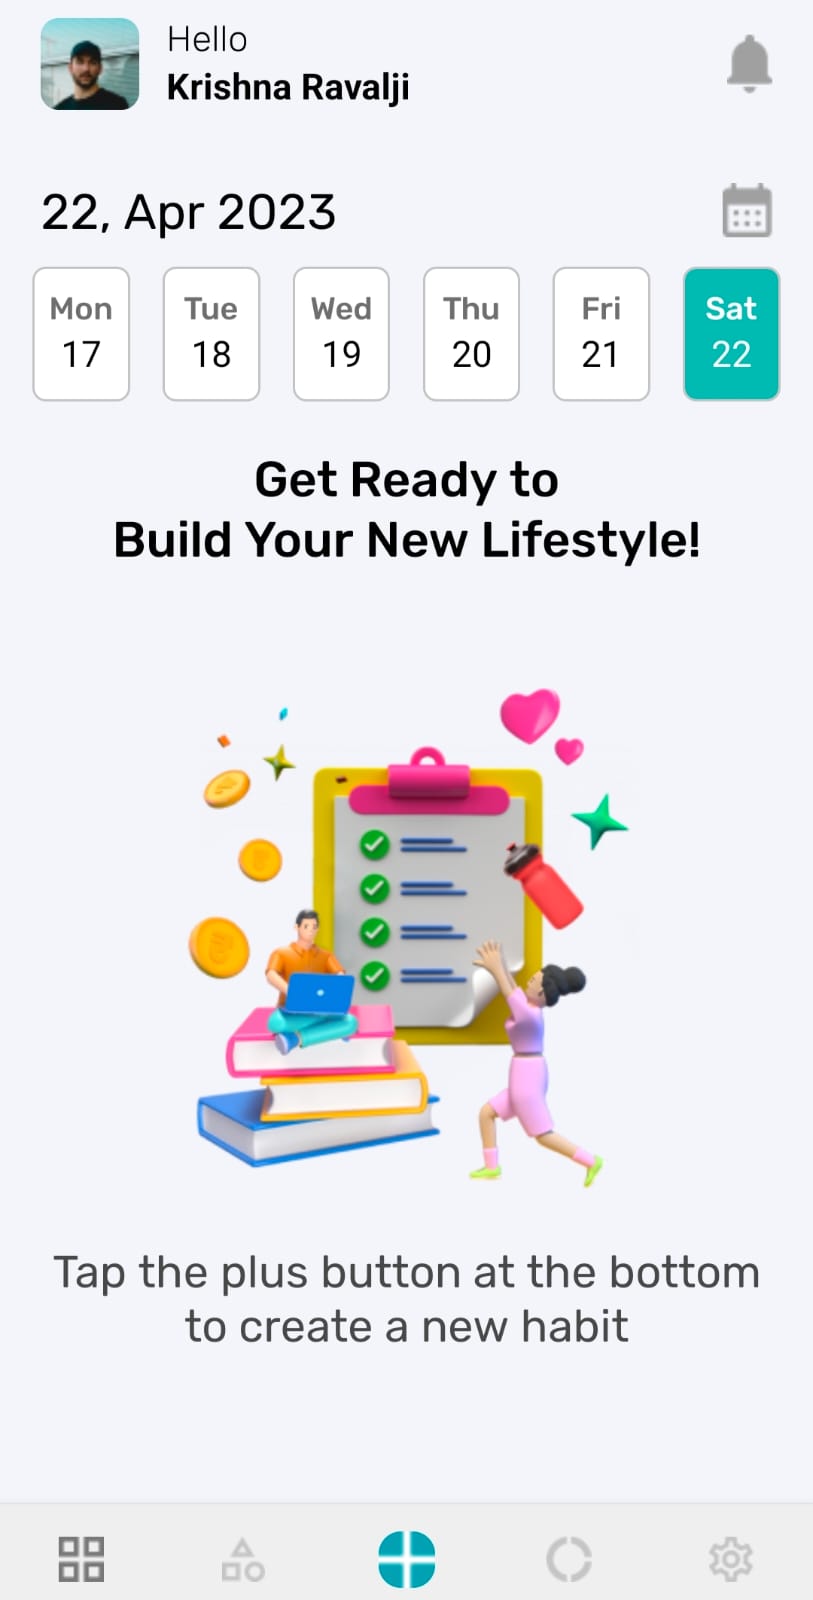 Hello
Krishna Ravalji
22, Apr 2023
Mon Tue Wed Thu Fri Sat
17 18 19 20 21 22
Get Ready to
Build Your New Lifestyle!
Tap the plus button at the bottom
to create a new habit